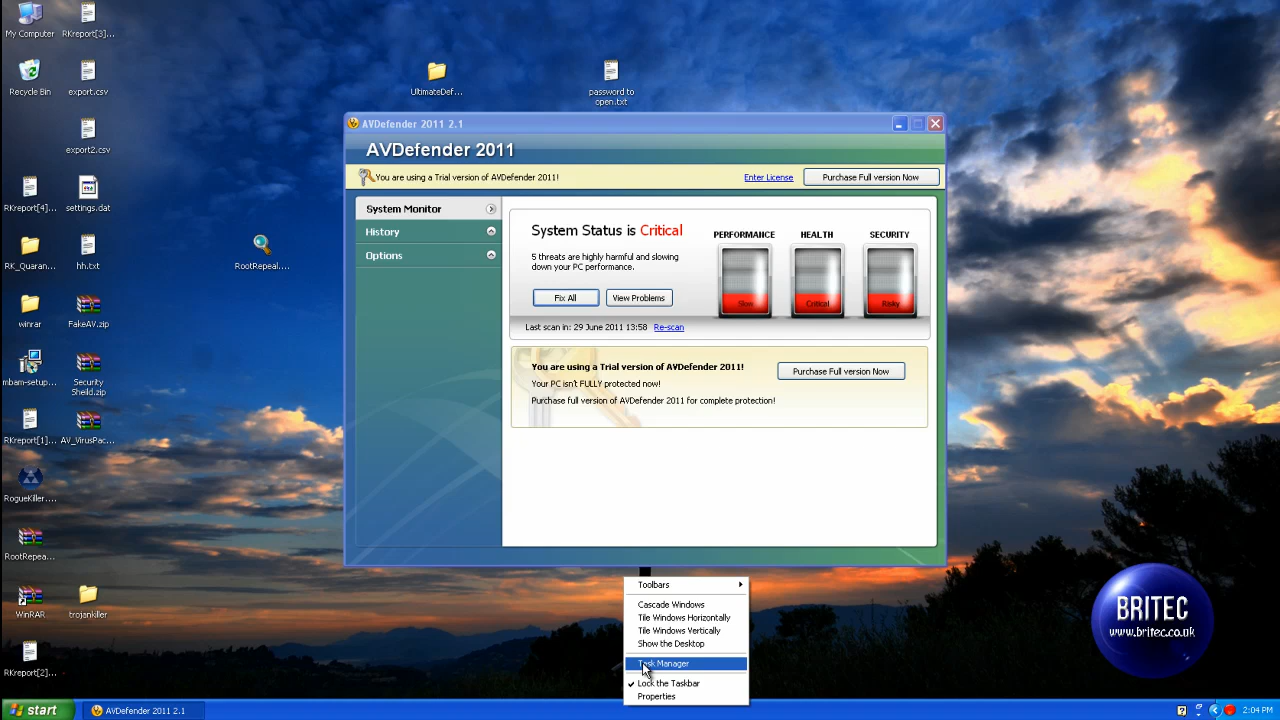 My Computer
RKreport[3]...
Recycle Bin
export.csv
UltimateDef...
password to
open.txt
export2.csv
RKreport[4]...
settings.dat
RK_Quaran...
hh.txt
RootRepeal....
winrar
FakeAV.zip
mbam-setup...
Security
Sheild.zip
RKreport[1]...
AV_VirusPac...
RogueKiller....
RootRepea...
WinRAR
trojankiller
RKreport[2]...
AVDefender 2011 2.1
AVDefender 2011
You are using a Trial version of AVDefender 2011!
Enter License
Purchase Full version Now
System Monitor
History
Options
System Status is Critical
5 threats are highly harmful and slowing
down your PC performance.
Fix All
View Problems
PERFORMANCE
HEALTH
SECURITY
Slow
Critical
Risky
Last scan in: 29 June 2011 13:58
Re-scan
You are using a Trial version of AVDefender 2011!
Your PC isn't FULLY protected now!
Purchase full version of AVDefender 2011 for complete protection!
Purchase Full version Now
Toolbars
Cascade Windows
Tile Windows Horizontally
Tile Windows Vertically
Show the Desktop
Task Manager
Lock the Taskbar
Properties
BRITEC
www.britec.co.uk
start
AVDefender 2011 2.1
2:04 PM